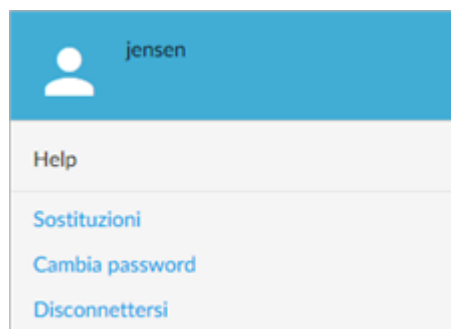 jensen
Help
Sostituzioni
Cambia password
Disconnettersi